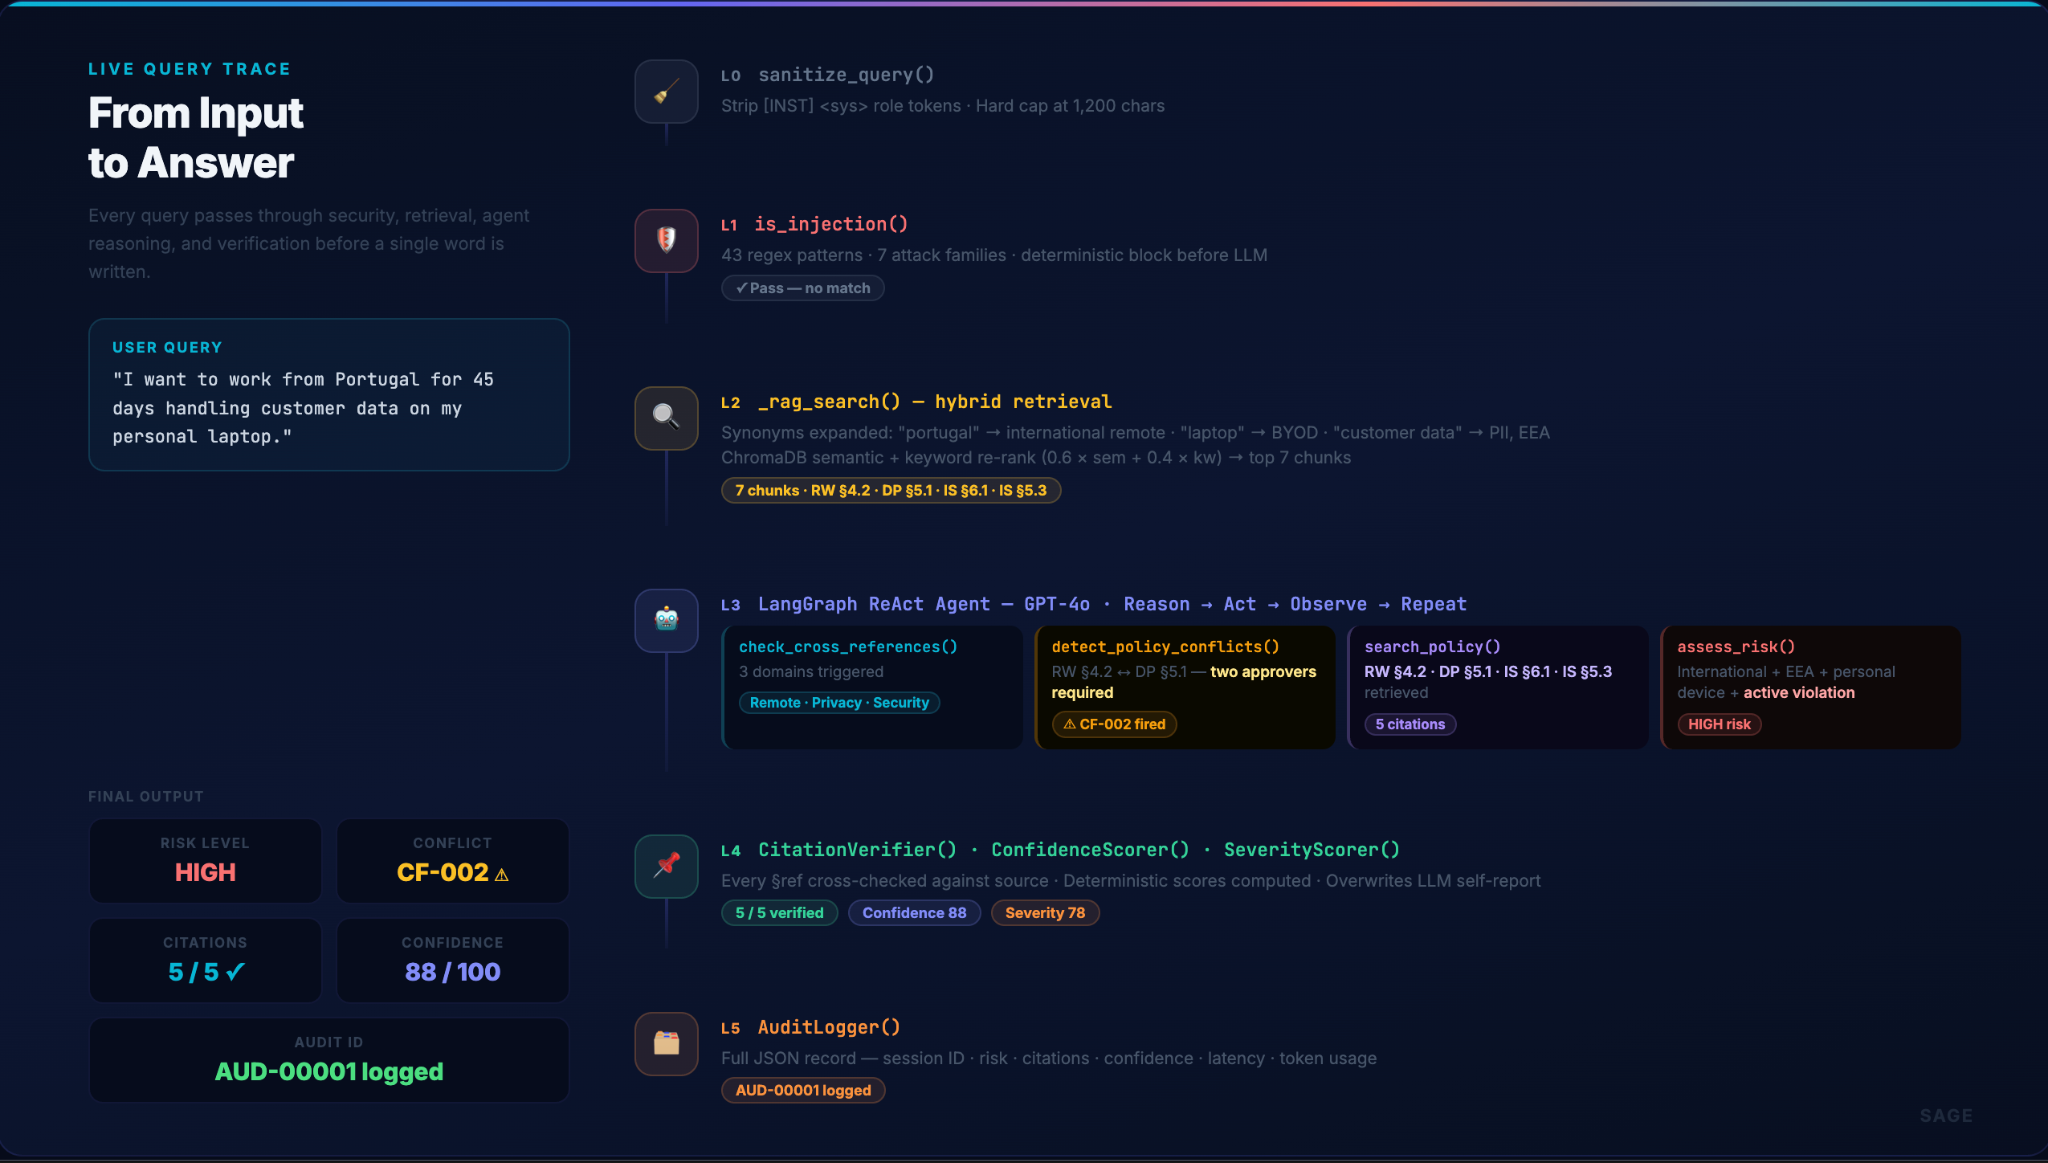 LIVE QUERY TRACE
From Input
to Answer
Every query passes through security, retrieval, agent
reasoning, and verification before a single word is
written.
USER QUERY
"I want to work from Portugal for 45
days handling customer data on my
personal laptop."
FINAL OUTPUT
RISK LEVEL
HIGH
CONFLICT
CF-002 ⚠
CITATIONS
5 / 5 ✓
CONFIDENCE
88 / 100
AUDIT ID
AUD-00001 logged
L0 sanitize_query()
Strip [INST] <sys> role tokens · Hard cap at 1,200 chars
L1 is_injection()
43 regex patterns · 7 attack families · deterministic block before LLM
✓ Pass — no match
L2 _rag_search() — hybrid retrieval
Synonyms expanded: "portugal" → international remote · "laptop" → BYOD · "customer data" → PII, EEA
ChromaDB semantic + keyword re-rank (0.6 × sem + 0.4 × kw) → top 7 chunks
7 chunks · RW §4.2 · DP §5.1 · IS §6.1 · IS §5.3
L3 LangGraph ReAct Agent — GPT-4o · Reason → Act → Observe → Repeat
check_cross_references()
3 domains triggered
Remote · Privacy · Security
detect_policy_conflicts()
RW §4.2 ↔ DP §5.1 — two approvers
required
⚠ CF-002 fired
search_policy()
RW §4.2 · DP §5.1 · IS §6.1 · IS §5.3
retrieved
5 citations
assess_risk()
International + EEA + personal
device + active violation
HIGH risk
L4 CitationVerifier() · ConfidenceScorer() · SeverityScorer()
Every §ref cross-checked against source · Deterministic scores computed · Overwrites LLM self-report
5 / 5 verified
Confidence 88
Severity 78
L5 AuditLogger()
Full JSON record — session ID · risk · citations · confidence · latency · token usage
AUD-00001 logged
SAGE